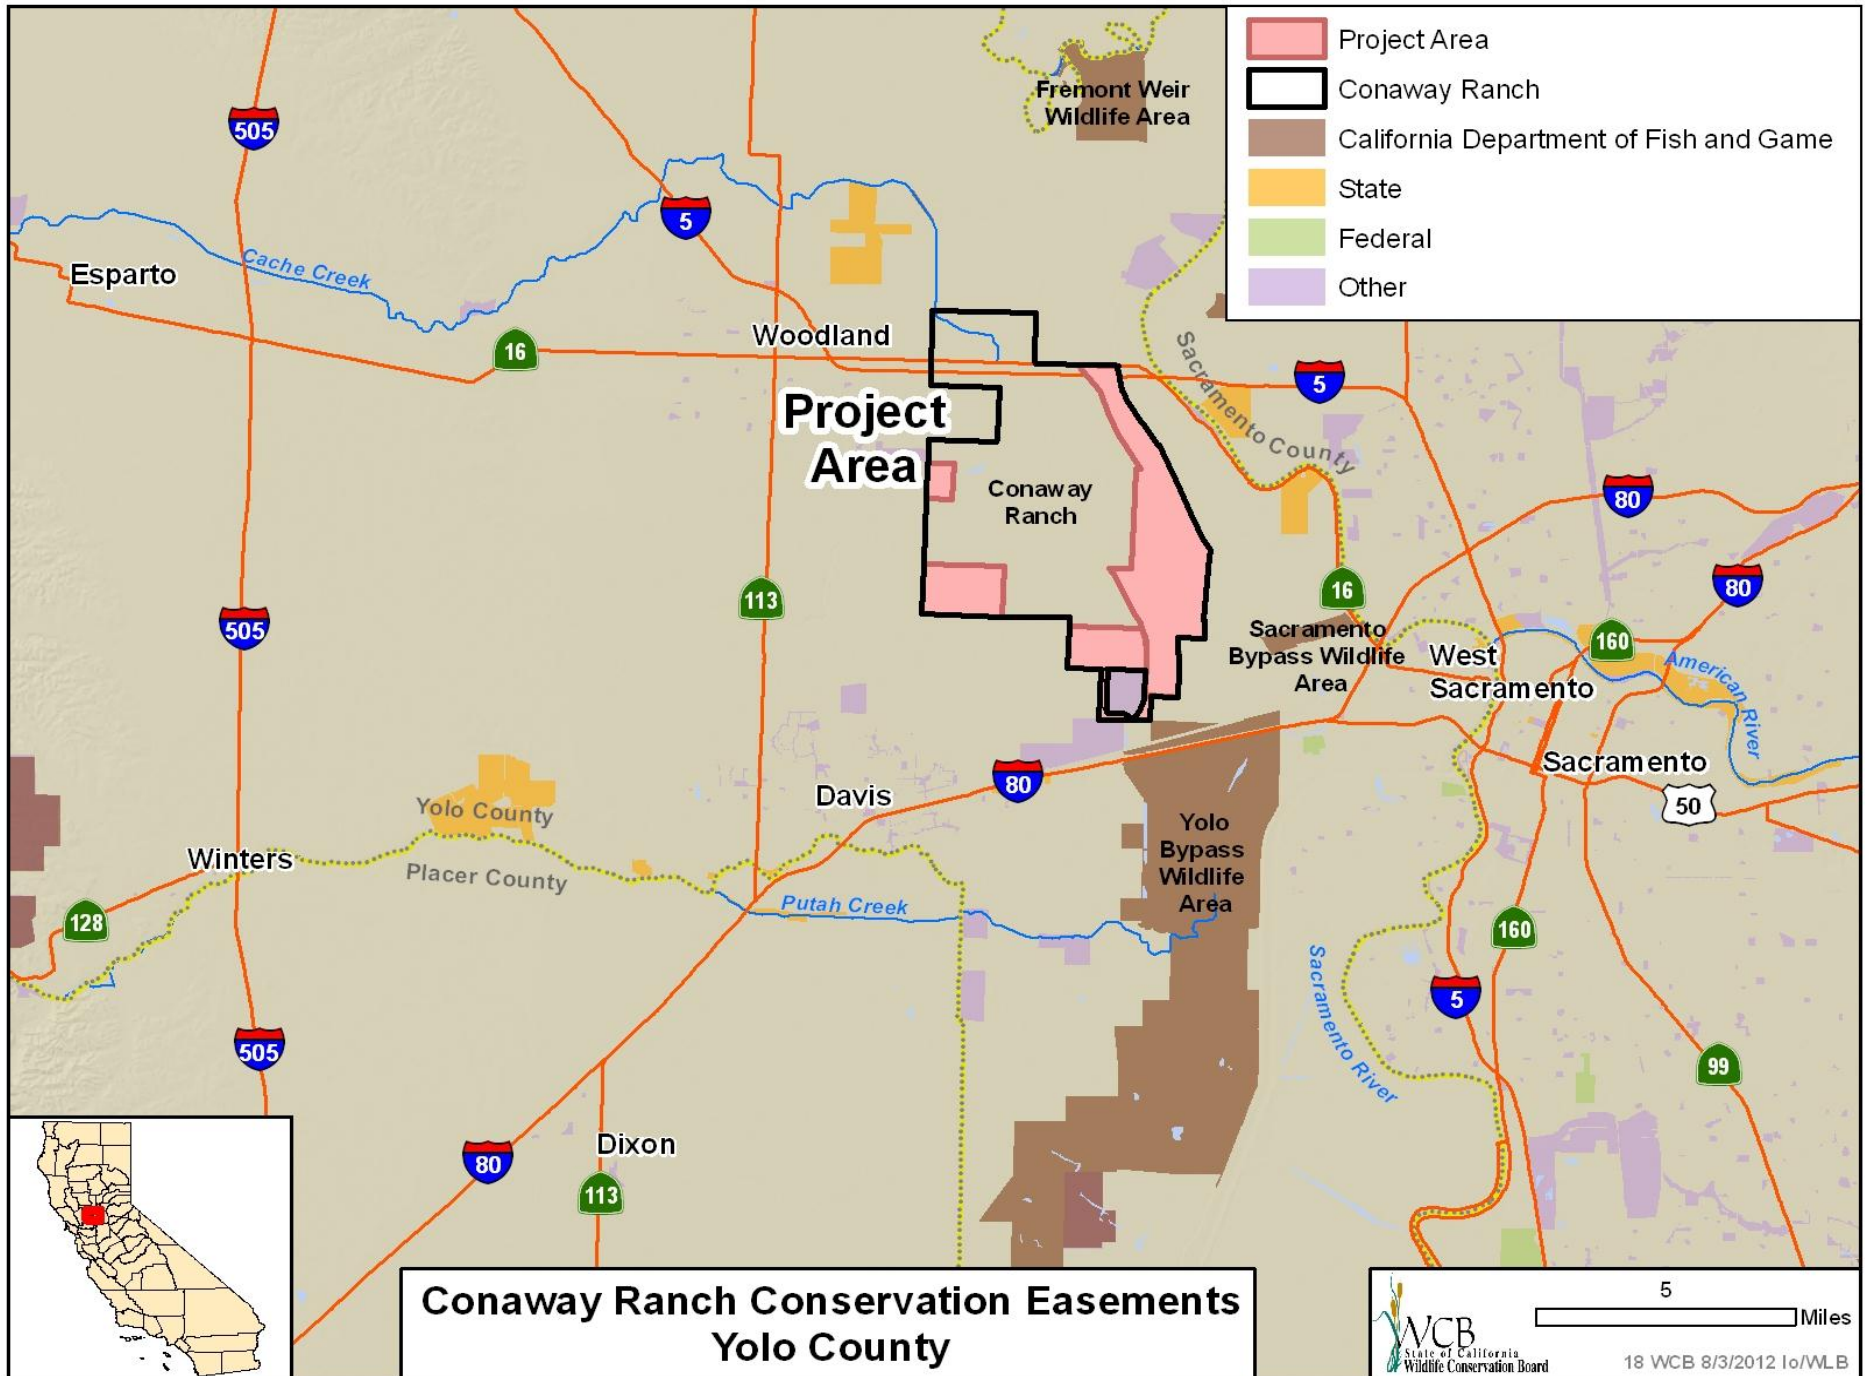 Project Area
Conaway Ranch
California Department of Fish and Game
State
Federal
Other
Fremont Weir
Wildlife Area
505
5
Cache Creek
Esparto
16
Woodland
Sacramento County
5
Project
Area
Conaway
Ranch
80
80
113
16
505
Sacramento
Bypass Wildlife
Area
West
Sacramento
160
American River
Sacramento
50
80
Davis
Yolo County
Placer County
Winters
128
Putah Creek
Yolo
Bypass
Wildlife
Area
Sacramento River
160
5
99
505
80
Dixon
113
Conaway Ranch Conservation Easements
Yolo County
5
Miles
WCB
State of California
Wildlife Conservation Board
18 WCB 8/3/2012 lo/WLB